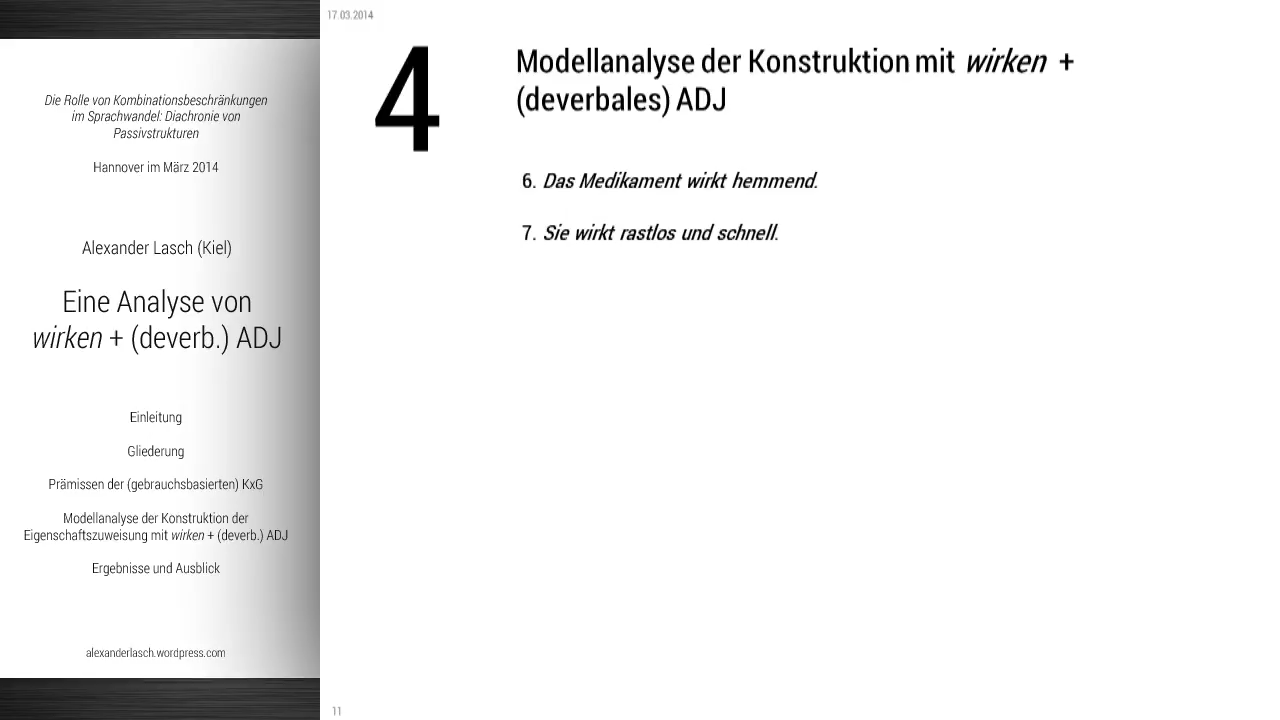 Die Rolle von Kombinationsbeschränkungen
im Sprachwandel: Diachronie von
Passivstrukturen
Hannover im März 2014
Alexander Lasch (Kiel)
Eine Analyse von
wirken + (deverb.) ADJ
Einleitung
Gliederung
Prämissen der (gebrauchsbasierten) KxG
Modellanalyse der Konstruktion der
Eigenschaftszuweisung mit wirken + (deverb.) ADJ
Ergebnisse und Ausblick
alexanderlasch.wordpress.com
17.03.2014
4
Modellanalyse der Konstruktion mit wirken +
(deverbales) ADJ
6. Das Medikament wirkt hemmend.
7. Sie wirkt rastlos und schnell.
11